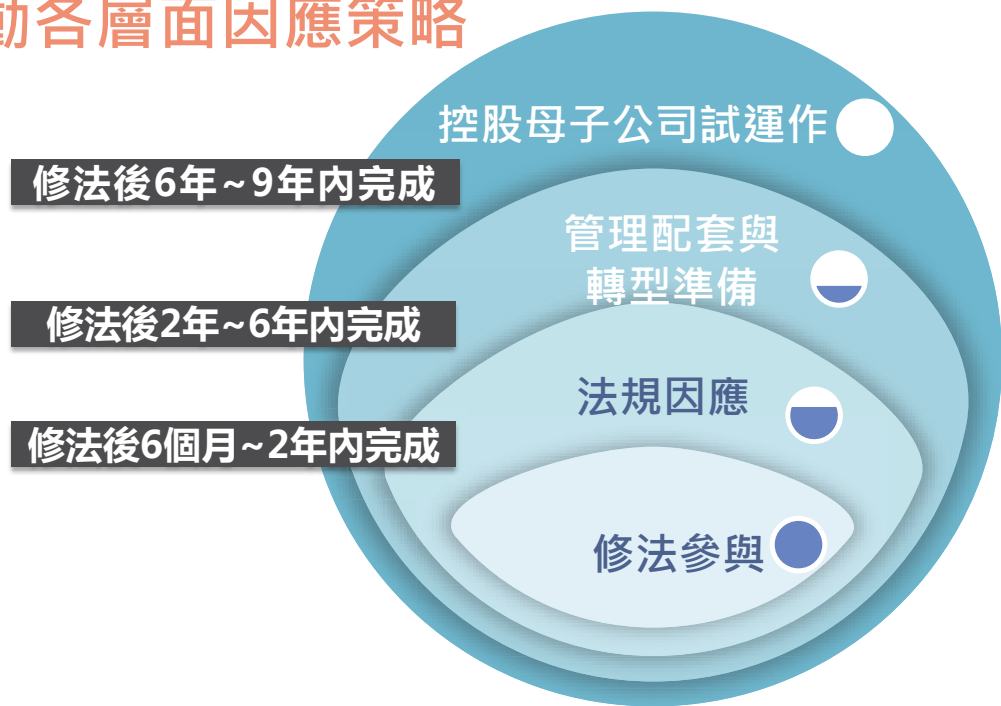 動各層面因應策略
控股母子公司試運作
修法後6年~9年內完成
管理配套與
轉型準備
修法後2年~6年內完成
法規因應
修法後6個月~2年內完成
修法參與